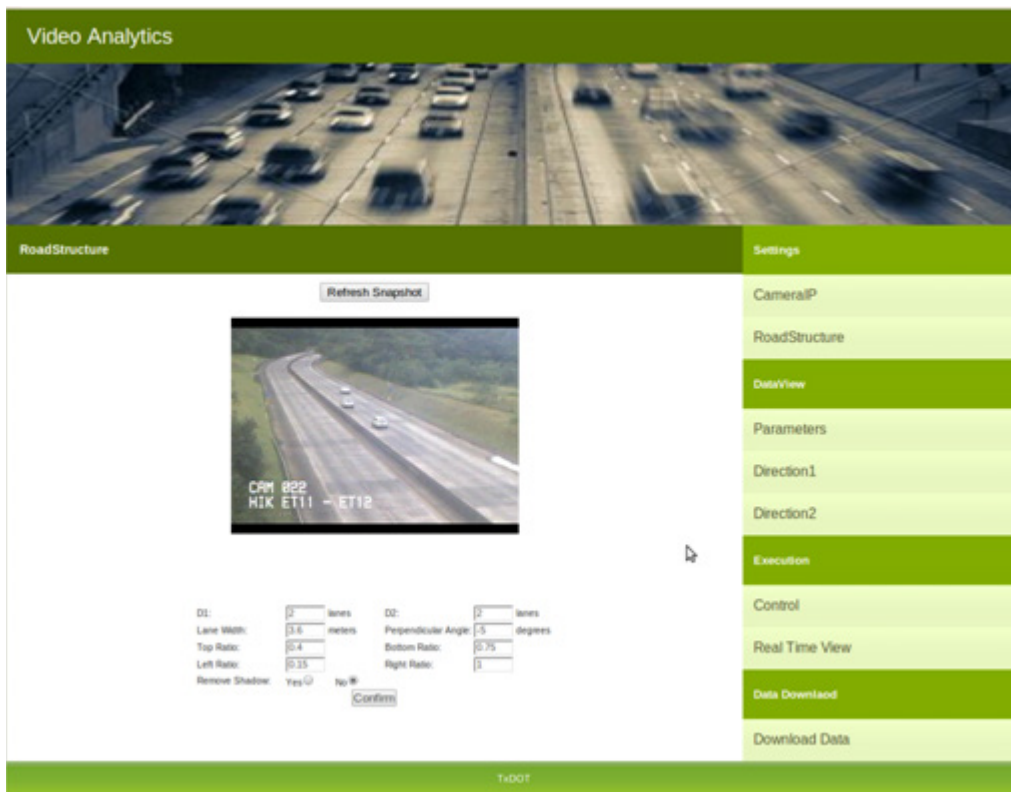 Video Analytics
RoadStructure
Refresh Snapshot
CAM 022
HIK ET11 - ET12
D1: 2 lanes D2: 2 lanes
Lane Width: 3.6 meters Perpendicular Angle: -5 degrees
Top Ratio: 0.4 Bottom Ratio: 0.75
Left Ratio: 0.15 Right Ratio: 1
Remove Shadow: Yes No
Confirm
Settings
CameraIP
RoadStructure
DataView
Parameters
Direction1
Direction2
Execution
Control
Real Time View
Data Downlaod
Download Data
TxDOT